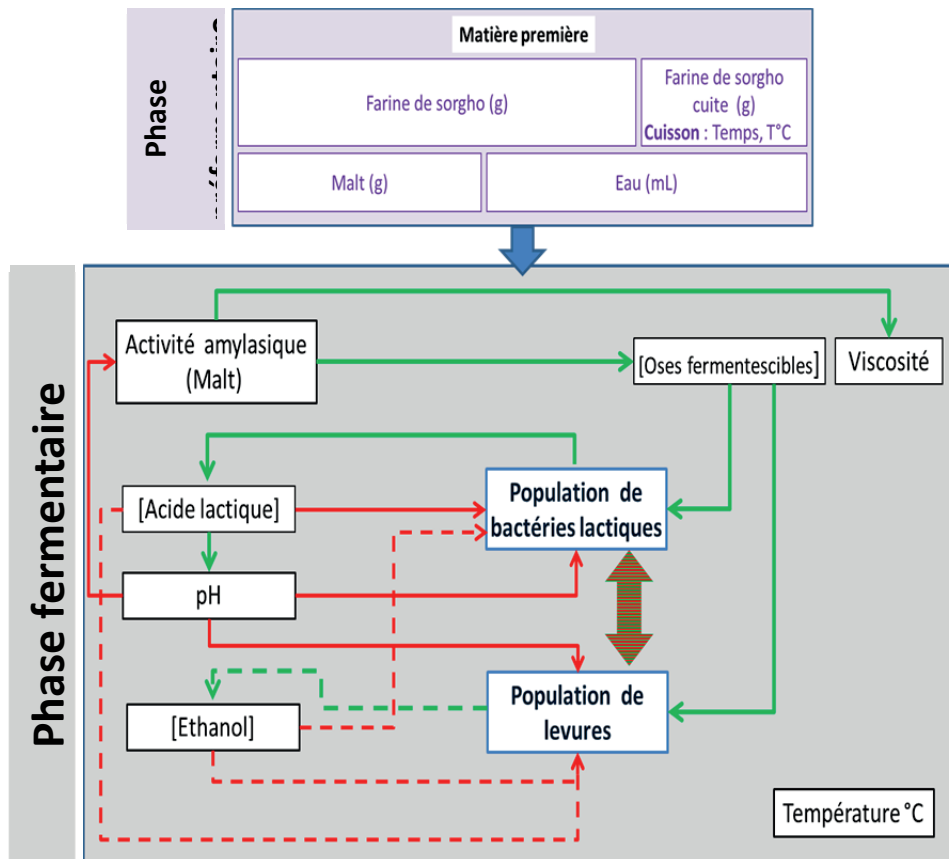 Phase
Matière première
Farine de sorgho (g)
Farine de sorgho
cuite (g)
Cuisson : Temps, T°C
Malt (g)
Eau (mL)
Phase fermentaire
Activité amylasique
(Malt)
[Oses fermentescibles]
Viscosité
[Acide lactique]
Population de
bactéries lactiques
pH
[Ethanol]
Population de
levures
Température °C